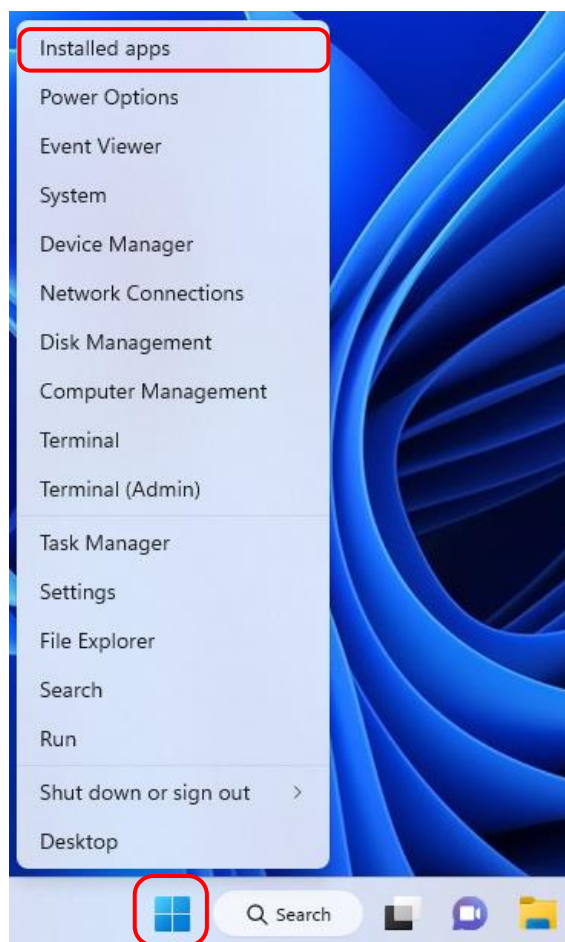 Installed apps
Power Options
Event Viewer
System
Device Manager
Network Connections
Disk Management
Computer Management
Terminal
Terminal (Admin)
Task Manager
Settings
File Explorer
Search
Run
Shut down or sign out
Desktop
Search